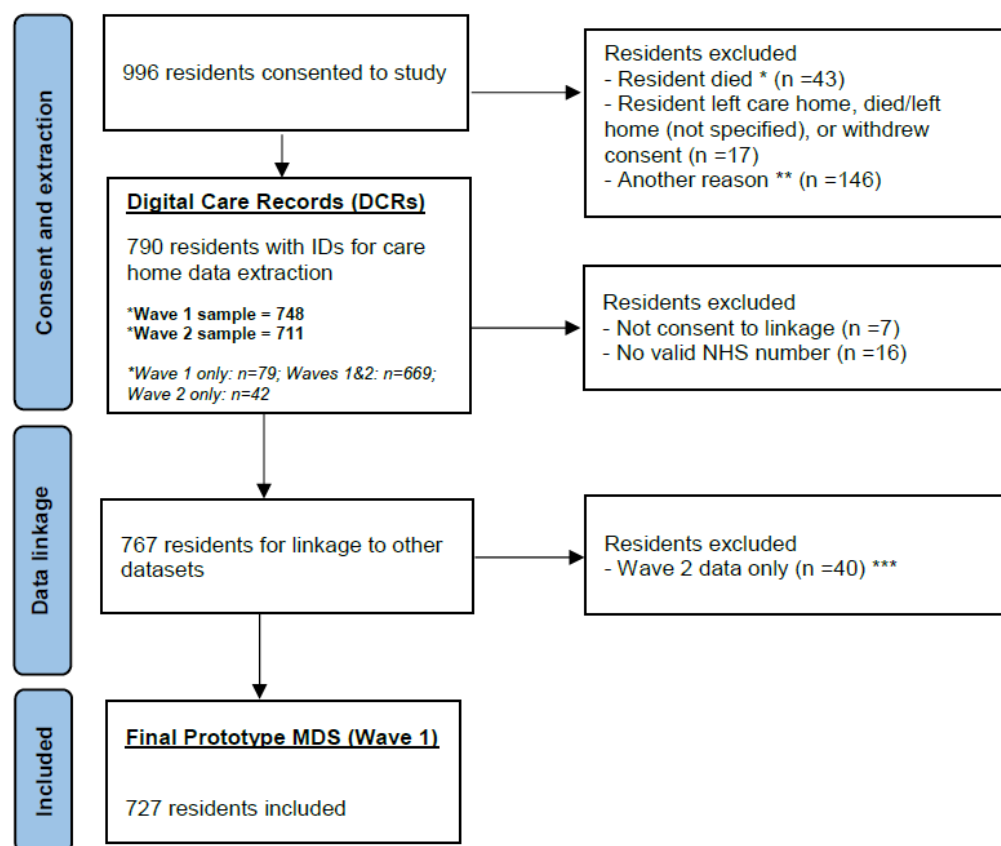 Consent and extraction
996 residents consented to study
Residents excluded
- Resident died * (n =43)
- Resident left care home, died/left
home (not specified), or withdrew
consent (n =17)
- Another reason ** (n =146)
Digital Care Records (DCRs)
790 residents with IDs for care
home data extraction
*Wave 1 sample = 748
*Wave 2 sample = 711
*Wave 1 only: n=79; Waves 1&2: n=669;
Wave 2 only: n=42
Residents excluded
- Not consent to linkage (n =7)
- No valid NHS number (n =16)
Data linkage
767 residents for linkage to other
datasets
Residents excluded
- Wave 2 data only (n =40) ***
Included
Final Prototype MDS (Wave 1)
727 residents included